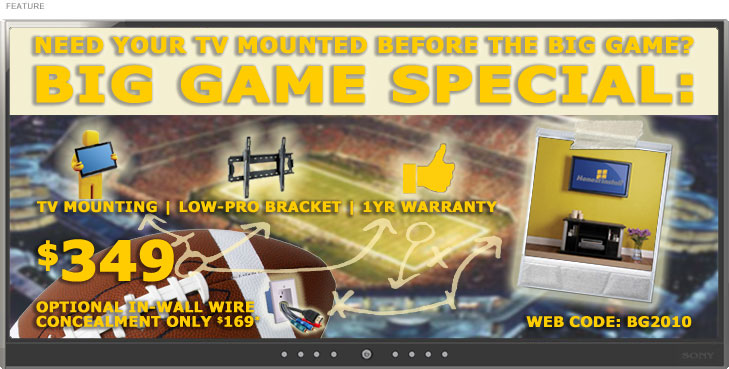 FEATURE
NEED YOUR TV MOUNTED BEFORE THE BIG GAME?
BIG GAME SPECIAL:
TV MOUNTING | LOW-PRO BRACKET | 1YR WARRANTY
$349
OPTIONAL IN-WALL WIRE
CONCEALMENT ONLY $169*
WEB CODE: BG2010
SONY